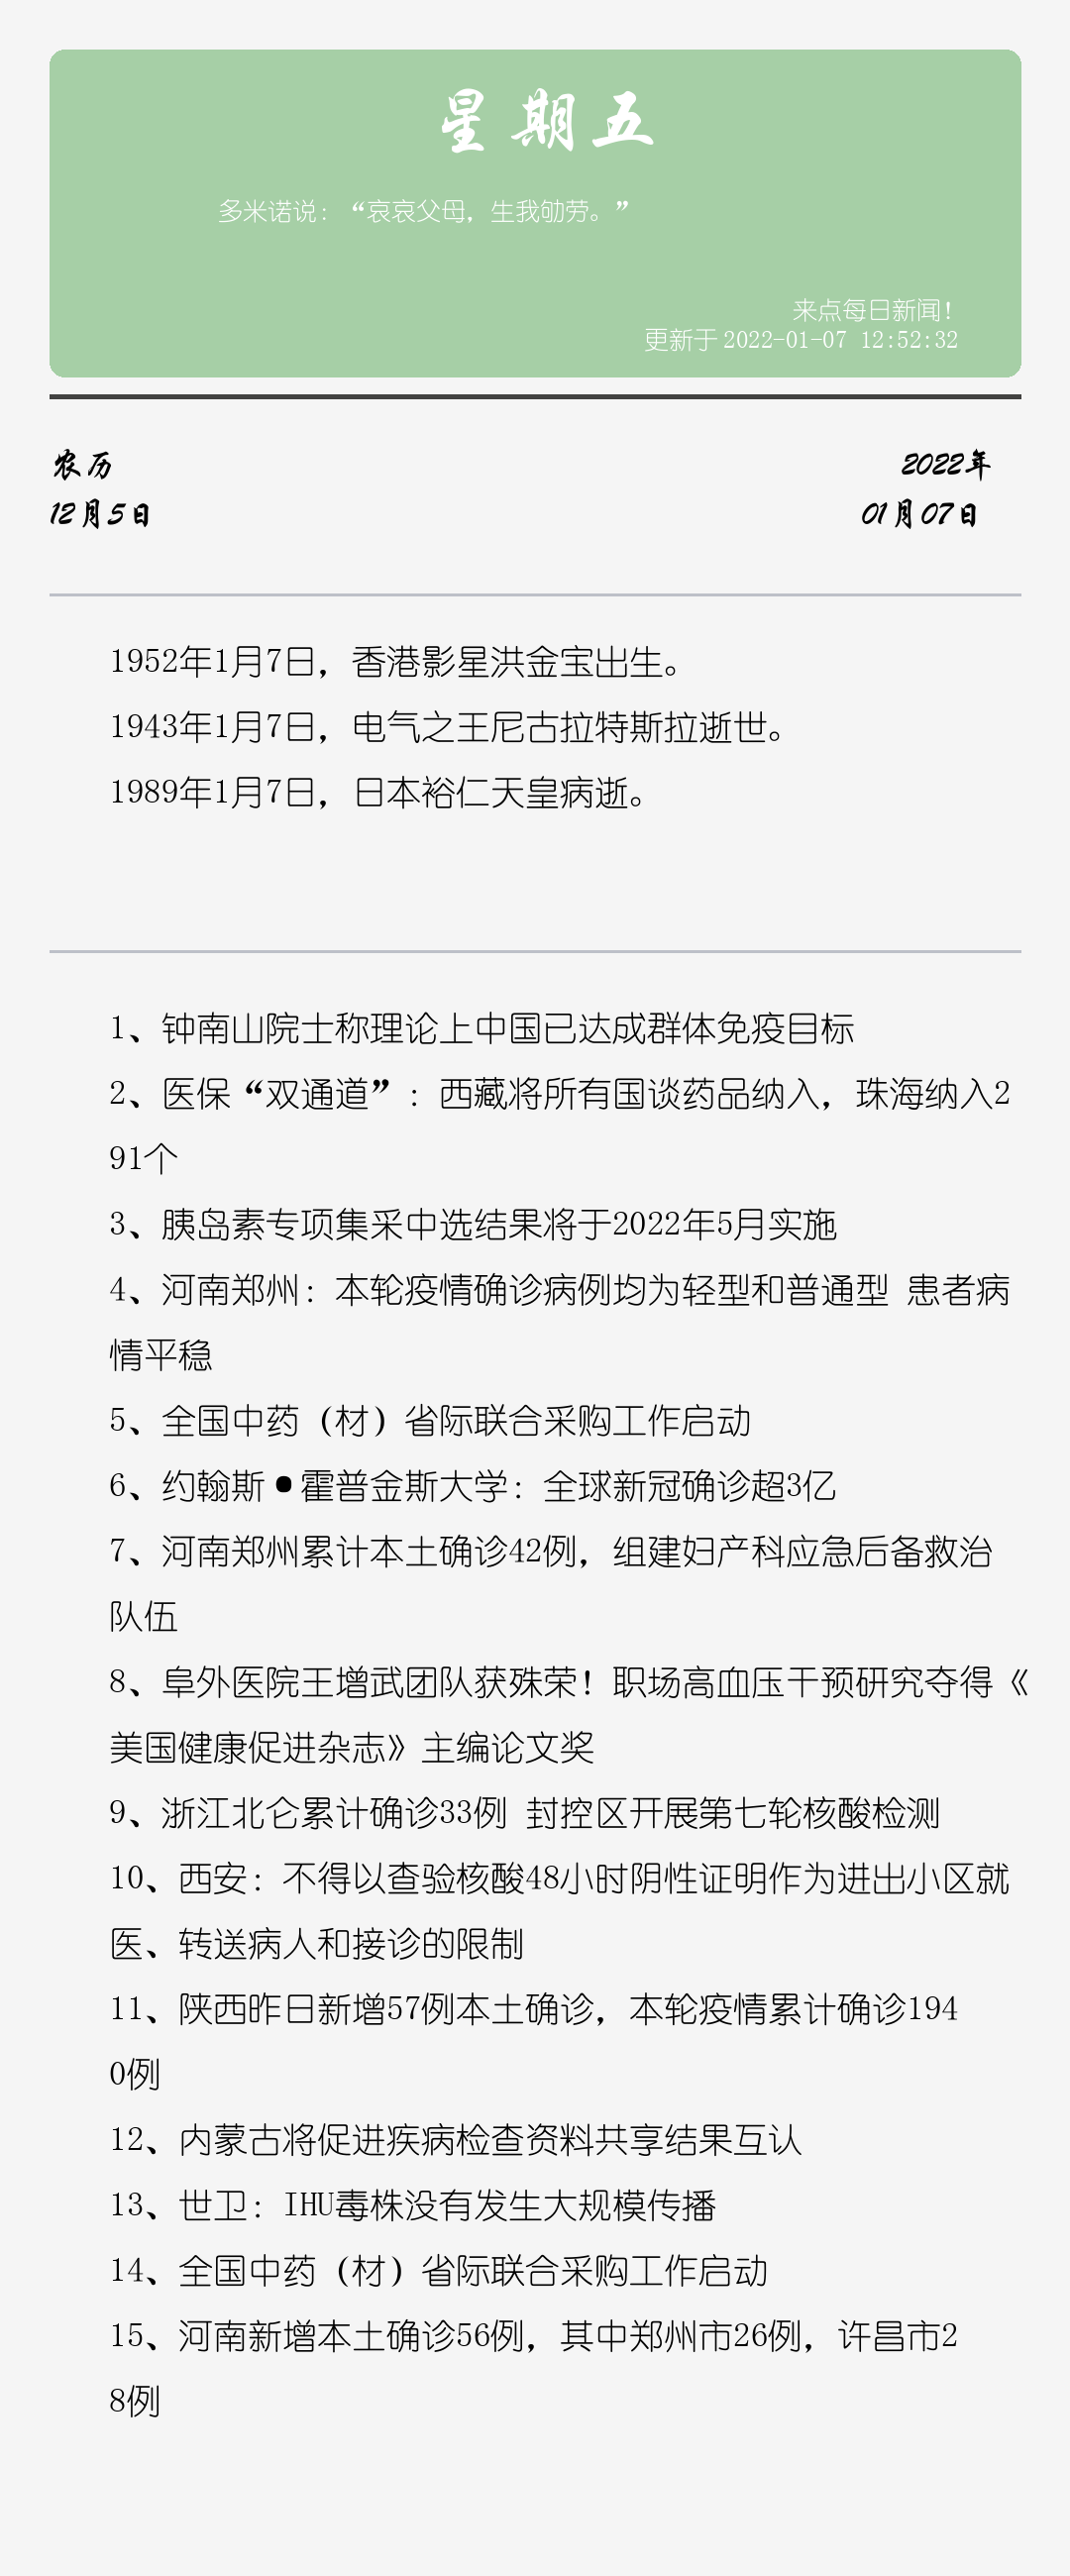 星期五
多米诺说：“哀哀父母，生我劬劳。”
来点每日新闻！
更新于 2022-01-07 12:52:32
农历
12月5日
2022年
01月07日
1952年1月7日，香港影星洪金宝出生。
1943年1月7日，电气之王尼古拉特斯拉逝世。
1989年1月7日，日本裕仁天皇病逝。
1、钟南山院士称理论上中国已达成群体免疫目标
2、医保“双通道”：西藏将所有国谈药品纳入，珠海纳入2
91个
3、胰岛素专项集采中选结果将于2022年5月实施
4、河南郑州：本轮疫情确诊病例均为轻型和普通型 患者病
情平稳
5、全国中药（材）省际联合采购工作启动
6、约翰斯•霍普金斯大学：全球新冠确诊超3亿
7、河南郑州累计本土确诊42例，组建妇产科应急后备救治
队伍
8、阜外医院王增武团队获殊荣！职场高血压干预研究夺得《
美国健康促进杂志》主编论文奖
9、浙江北仑累计确诊33例 封控区开展第七轮核酸检测
10、西安：不得以查验核酸48小时阴性证明作为进出小区就
医、转送病人和接诊的限制
11、陕西昨日新增57例本土确诊，本轮疫情累计确诊194
0例
12、内蒙古将促进疾病检查资料共享结果互认
13、世卫：IHU毒株没有发生大规模传播
14、全国中药（材）省际联合采购工作启动
15、河南新增本土确诊56例，其中郑州市26例，许昌市2
8例